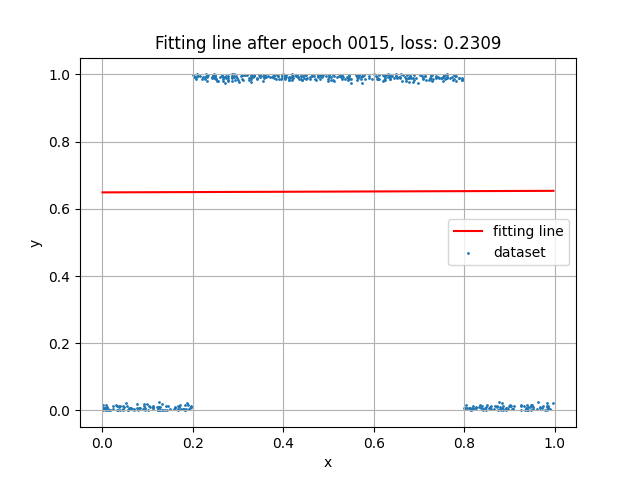 Fitting line after epoch 0015, loss: 0.2309
1.0
0.8
0.6
0.4
0.2
0.0
y
fitting line
dataset
0.0 0.2 0.4 0.6 0.8 1.0
x